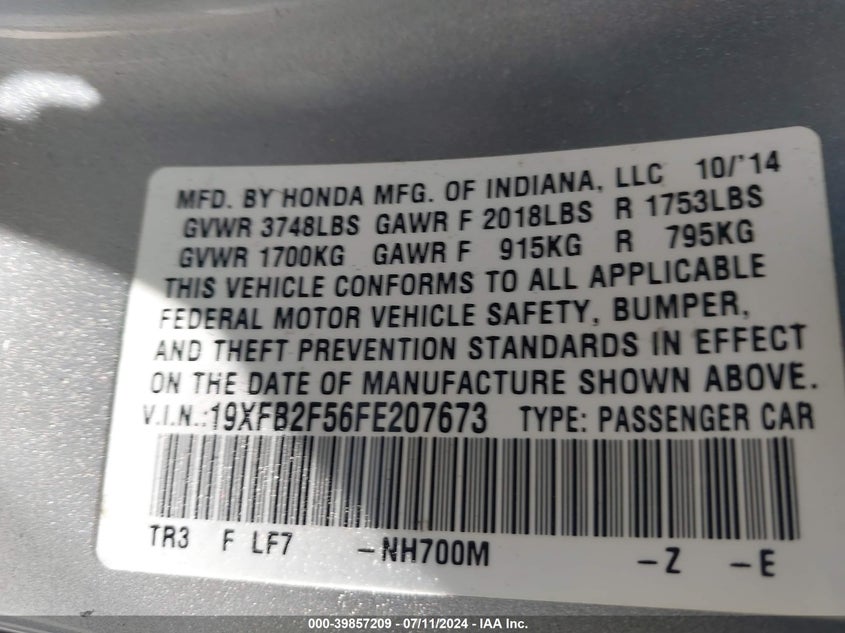 MFD. BY HONDA MFG. OF INDIANA, LLC 10/'14
GVWR 3748LBS GAWR F 2018LBS R 1753LBS
GVWR 1700KG GAWR F 915KG R 795KG
THIS VEHICLE CONFORMS TO ALL APPLICABLE
FEDERAL MOTOR VEHICLE SAFETY, BUMPER,
AND THEFT PREVENTION STANDARDS IN EFFECT
ON THE DATE OF MANUFACTURE SHOWN ABOVE.
V.I.N.:19XFB2F56FE207673 TYPE: PASSENGER CAR
TR3 F LF7 -NH700M -Z -E
000-39857209 - 07/11/2024 - IAA Inc.